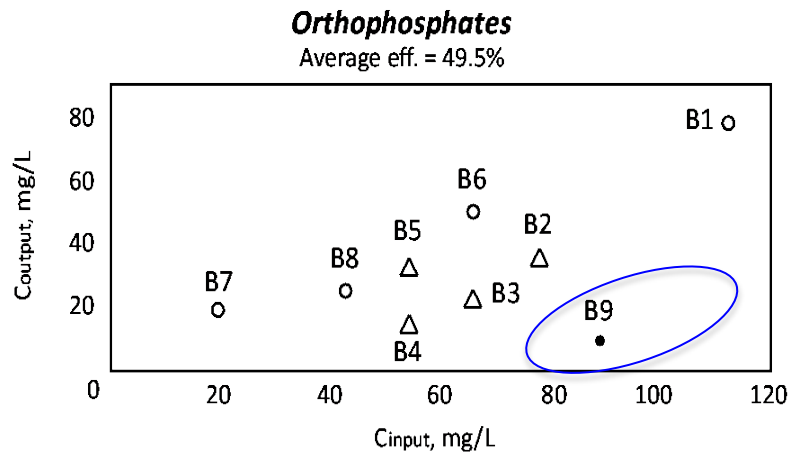 Orthophosphates
Average eff. = 49.5%
Coutput, mg/L
80
60
40
20
0
B1
B6
B5
B2
B8
B7
B3
B9
B4
20 40 60 80 100 120
Cinput, mg/L